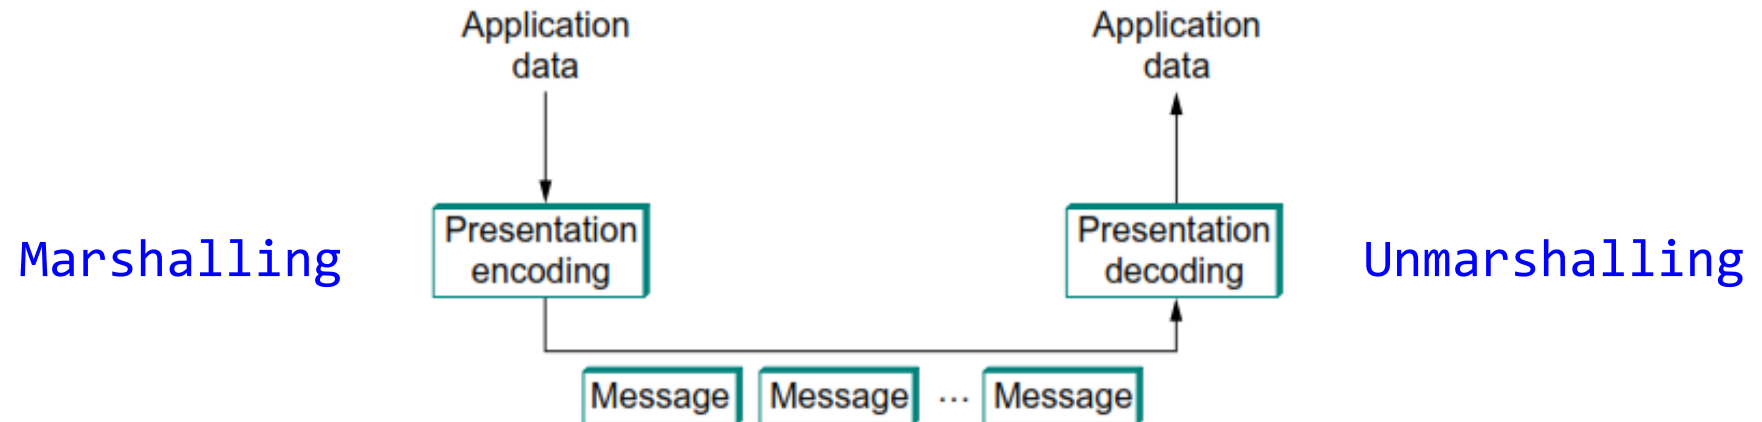 Application
data
Application
data
Marshalling
Presentation
encoding
Presentation
decoding
Unmarshalling
Message Message ... Message